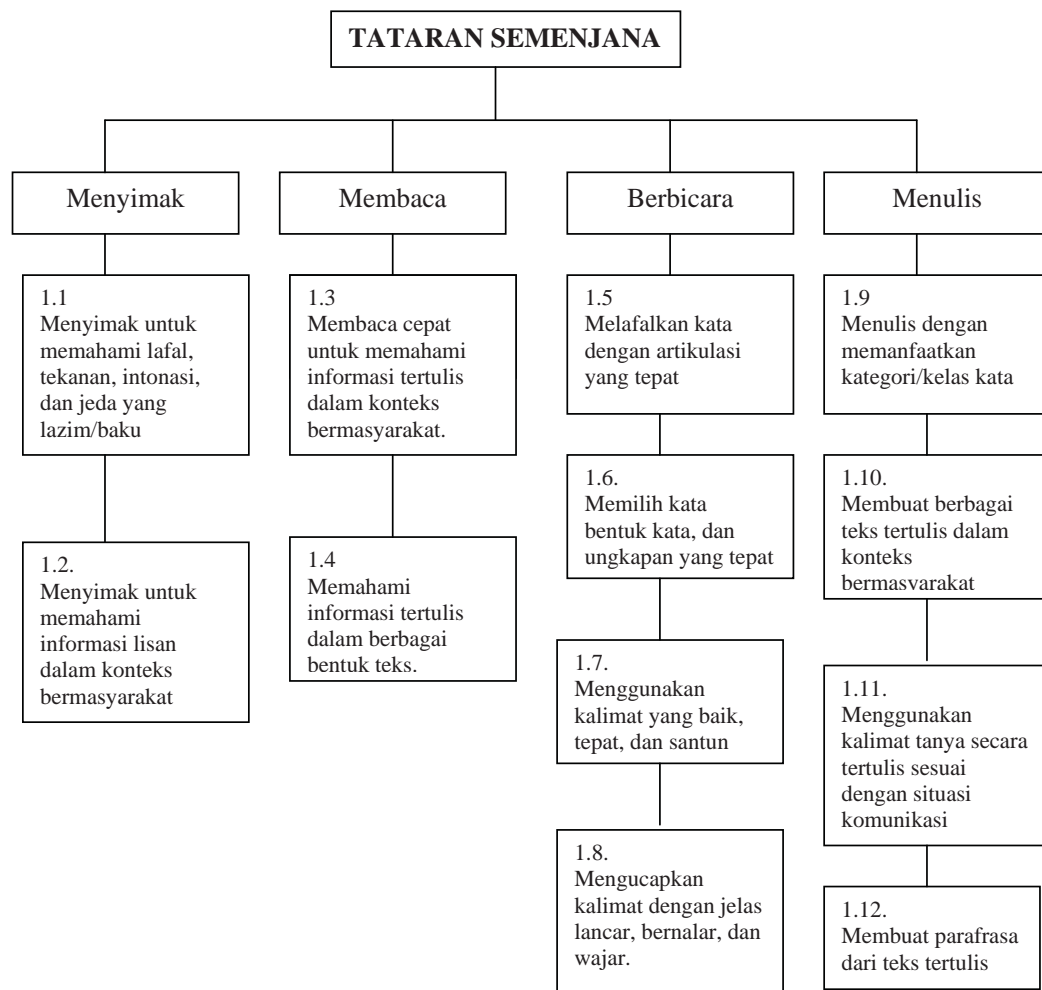 TATARAN SEMENJANA
Menyimak
1.1
Menyimak untuk
memahami lafal,
tekanan, intonasi,
dan jeda yang
lazim/baku
1.2.
Menyimak untuk
memahami
informasi lisan
dalam konteks
bermasyarakat
Membaca
1.3
Membaca cepat
untuk memahami
informasi tertulis
dalam konteks
bermasyarakat.
1.4
Memahami
informasi tertulis
dalam berbagai
bentuk teks.
Berbicara
1.5
Melafalkan kata
dengan artikulasi
yang tepat
1.6.
Memilih kata
bentuk kata, dan
ungkapan yang tepat
1.7.
Menggunakan
kalimat yang baik,
tepat, dan santun
1.8.
Mengucapkan
kalimat dengan jelas
lancar, bernalar, dan
wajar.
Menulis
1.9
Menulis dengan
memanfaatkan
kategori/kelas kata
1.10.
Membuat berbagai
teks tertulis dalam
konteks
bermasvarakat
1.11.
Menggunakan
kalimat tanya secara
tertulis sesuai
dengan situasi
komunikasi
1.12.
Membuat parafrasa
dari teks tertulis